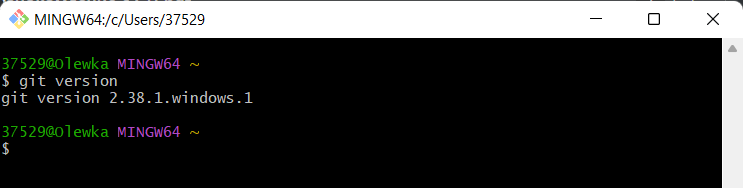 MINGW64:/c/Users/37529
37529@Olewka MINGW64 ~
$ git version
git version 2.38.1.windows.1
37529@Olewka MINGW64 ~
$